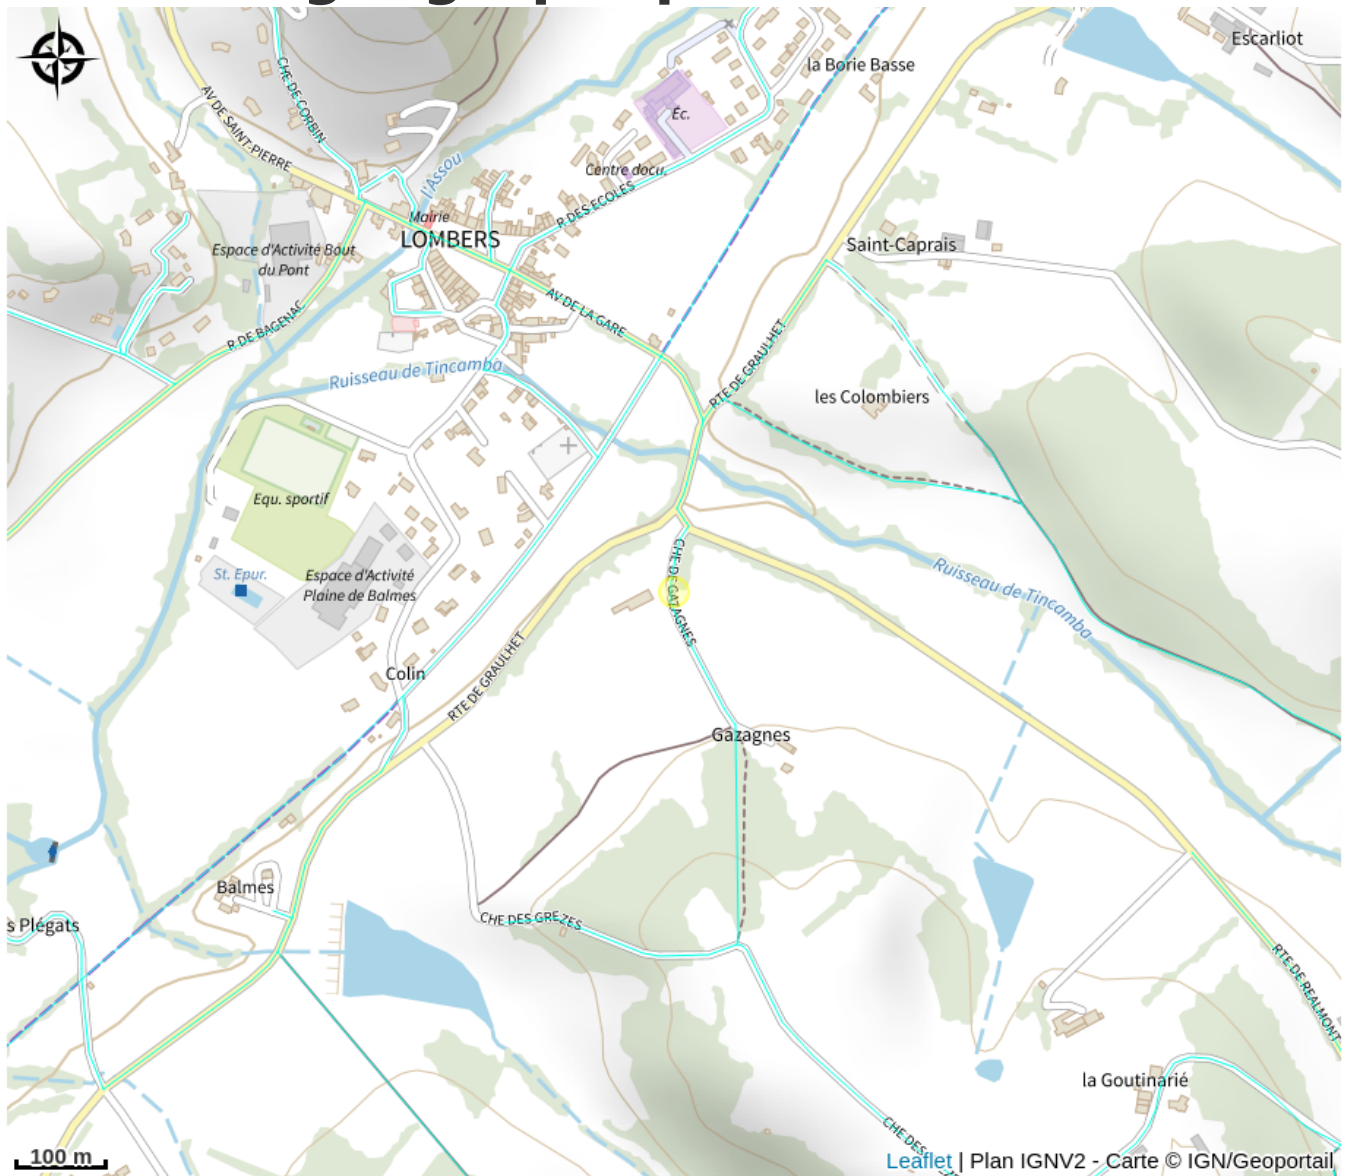 Escarliot
la Borie Basse
CHE DE CORBIN
AV DE SAINT-PIERRE
Éc.
l'Assou
Centre docu.
R DES ECOLES
Mairie
LOMBERS
Saint-Caprais
Espace d'Activité Bout
du Pont
AV DE LA GARE
R DE BAGENAC
RTE DE GRAULHET
Ruisseau de Tincamba
les Colombiers
Equ. sportif
St. Epur.
Espace d'Activité
Plaine de Balmes
CHE DE GAZAGNES
Ruisseau de Tincamba
Colin
RTE DE GRAULHET
Gazagnes
Balmes
s Plégats
CHE DES GREZES
RTE DE REALMONT
la Goutinarié
CHE DES
100 m
Leaflet | Plan IGNV2 - Carte © IGN/Geoportail